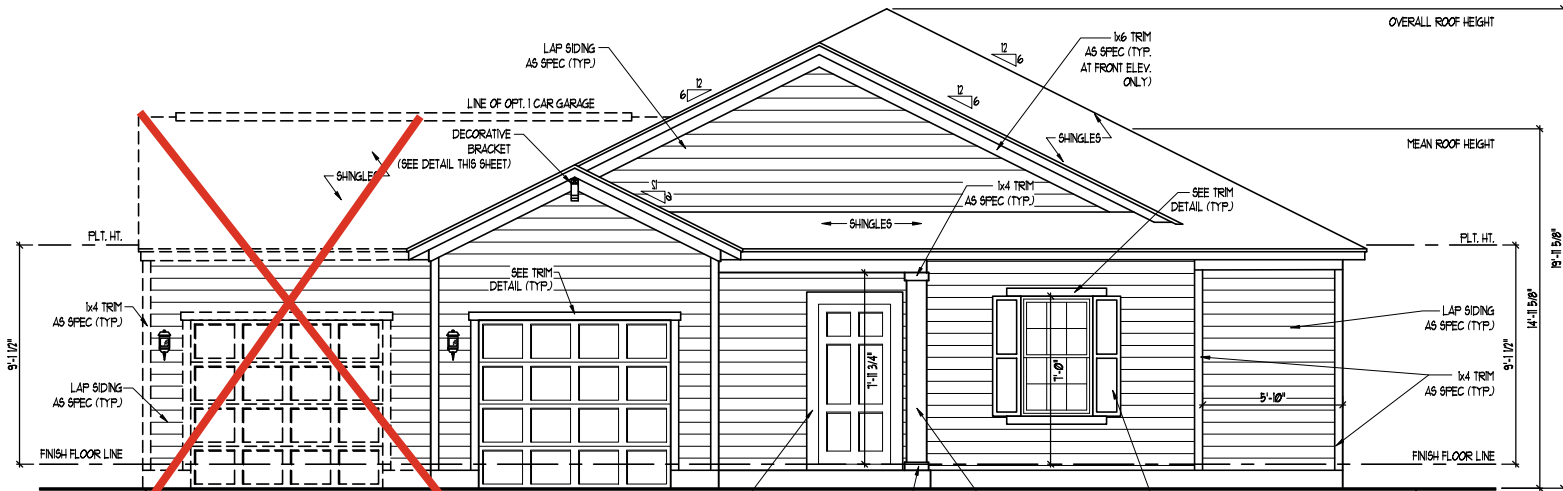 OVERALL ROOF HEIGHT
12
6
1x6 TRIM
AS SPEC (TYP.
AT FRONT ELEV.
ONLY)
LAP SIDING
AS SPEC (TYP.)
12
6
12
6
LINE OF OPT. 1 CAR GARAGE
DECORATIVE
BRACKET
(SEE DETAIL THIS SHEET)
SHINGLES
MEAN ROOF HEIGHT
SHINGLES
12
6
1x4 TRIM
AS SPEC (TYP.)
SEE TRIM
DETAIL (TYP.)
SHINGLES
PLT. HT.
PLT. HT.
19'-11 5/8"
SEE TRIM
DETAIL (TYP.)
1x4 TRIM
AS SPEC (TYP.)
LAP SIDING
AS SPEC (TYP.)
14'-11 5/8"
9'-1 1/2"
7'-11 3/4"
7'-0"
9'-1 1/2"
LAP SIDING
AS SPEC (TYP.)
1x4 TRIM
AS SPEC (TYP.)
5'-10"
FINISH FLOOR LINE
FINISH FLOOR LINE